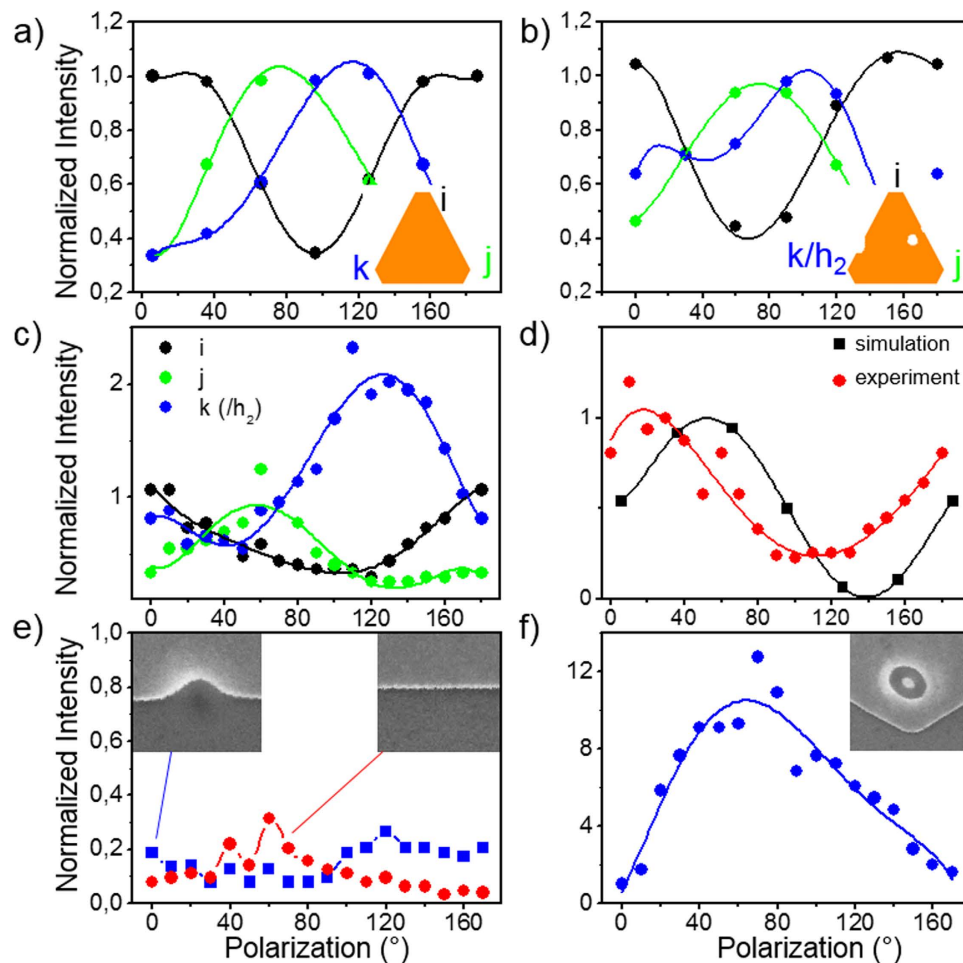 a)
Normalized Intensity
1,2
1,0
0,8
0,6
0,4
0,2
0 40 80 120 160
i
k
j
b)
1,2
1,0
0,8
0,6
0,4
0,2
0 40 80 120 160
i
k/h2
j
c)
Normalized Intensity
2
1
0 40 80 120 160
i
j
k (/h2)
d)
1
0
0 40 80 120 160
simulation
experiment
e)
Normalized Intensity
1,0
0,8
0,6
0,4
0,2
0,0
0 40 80 120 160
Polarization (°)
f)
12
8
4
0
0 40 80 120 160
Polarization (°)